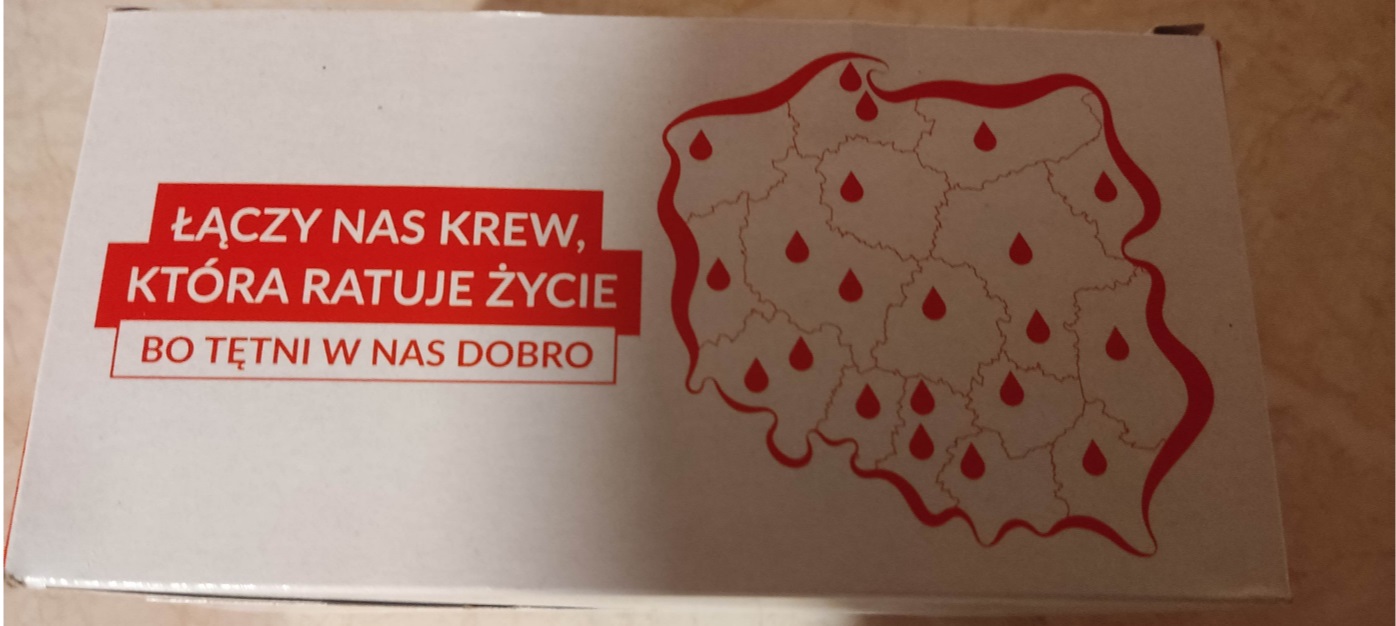 ŁĄCZY NAS KREW,
KTÓRA RATUJE ŻYCIE
BO TĘTNI W NAS DOBRO